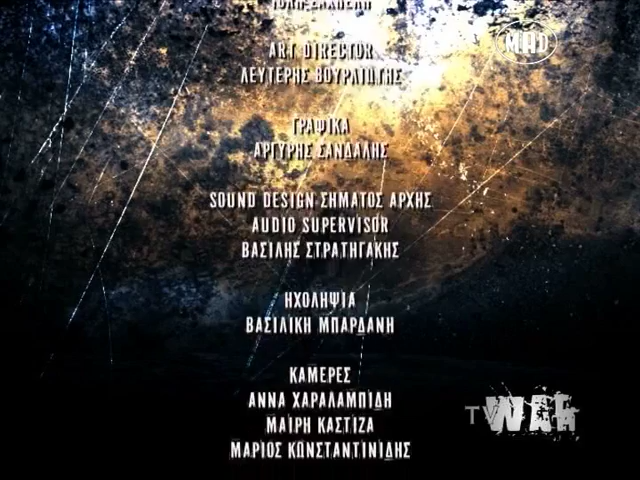 MAD
ART DIRECTOR
ΛΕΥΤΕΡΗΣ ΒΟΥΡΛΙΩΤΗΣ
ΓΡΑΦΙΚΑ
ΑΡΓΥΡΗΣ ΣΑΝΔΑΛΗΣ
SOUND DESIGN ΣΗΜΑΤΟΣ ΑΡΧΗΣ
AUDIO SUPERVISOR
ΒΑΣΙΛΗΣ ΣΤΡΑΤΗΓΑΚΗΣ
ΗΧΟΛΗΨΙΑ
ΒΑΣΙΛΙΚΗ ΜΠΑΡΔΑΝΗ
ΚΑΜΕΡΕΣ
ΑΝΝΑ ΧΑΡΑΛΑΜΠΙΔΗ
ΜΑΙΡΗ ΚΑΣΤΙΖΑ
ΜΑΡΙΟΣ ΚΩΝΣΤΑΝΤΙΝΙΔΗΣ
TV WAR